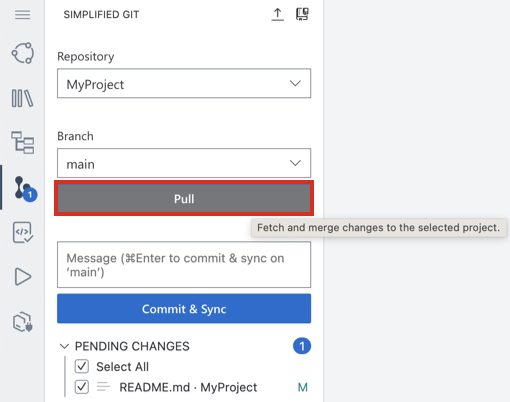 SIMPLIFIED GIT
Repository
MyProject
Branch
main
Pull
Fetch and merge changes to the selected project.
1
Message (⌘Enter to commit & sync on
‘main’)
Commit & Sync
PENDING CHANGES 1
Select All
README.md · MyProject M